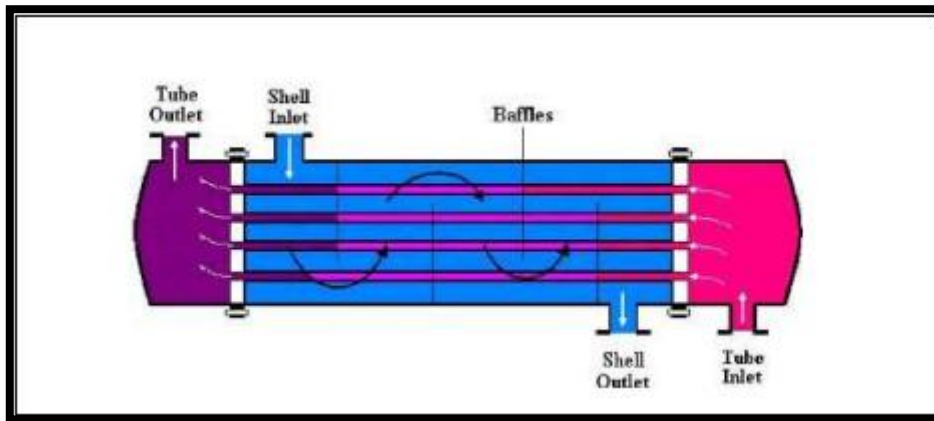 Tube
Outlet
Shell
Inlet
Baffles
Shell
Outlet
Tube
Inlet